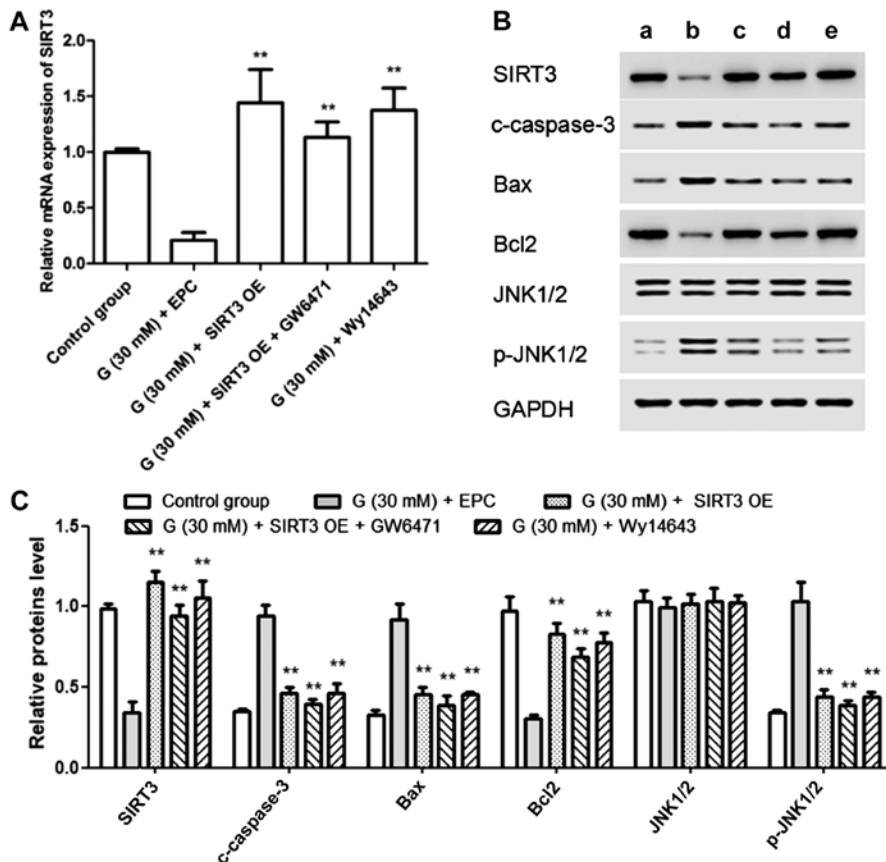 A
Relative mRNA expression of SIRT3
2.0
1.5
1.0
0.5
0.0
** ** **
Control group
G (30 mM) + EPC
G (30 mM) + SIRT3 OE
G (30 mM) + SIRT3 OE + GW6471
G (30 mM) + Wy14643
B
a b c d e
SIRT3
c-caspase-3
Bax
Bcl2
JNK1/2
p-JNK1/2
GAPDH
C
Control group G (30 mM) + EPC G (30 mM) + SIRT3 OE
G (30 mM) + SIRT3 OE + GW6471 G (30 mM) + Wy14643
Relative proteins level
1.5
1.0
0.5
0.0
** ** **
** ** **
** ** **
** ** **
** ** **
SIRT3
c-caspase-3
Bax
Bcl2
JNK1/2
p-JNK1/2